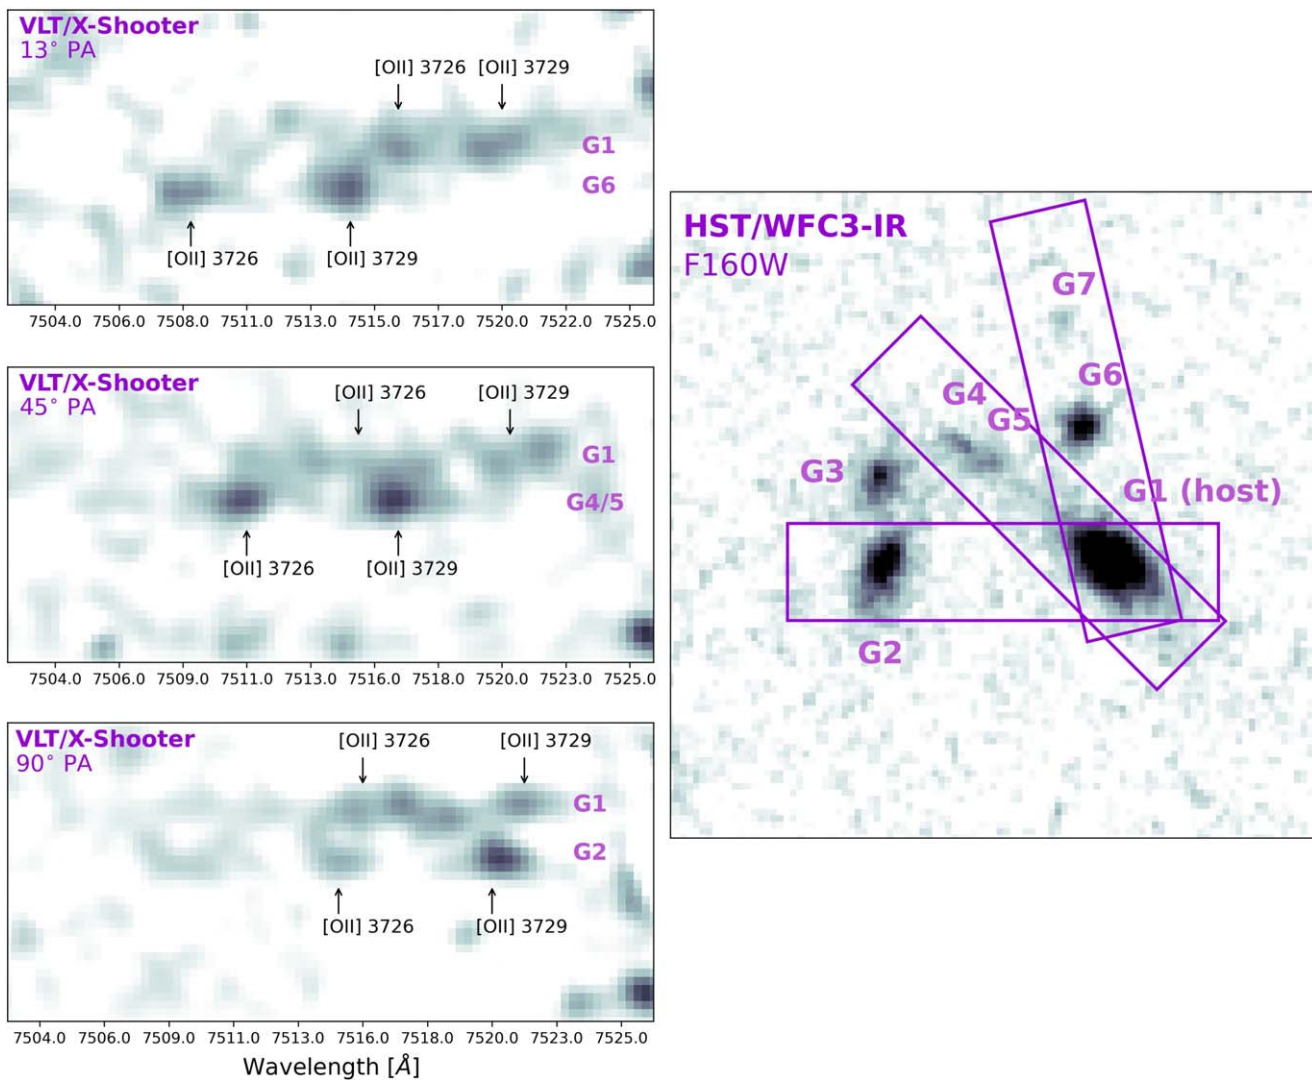 VLT/X-Shooter
13° PA
[OII] 3726 [OII] 3729
G1
G6
[OII] 3726 [OII] 3729
7504.0 7506.0 7508.0 7511.0 7513.0 7515.0 7517.0 7520.0 7522.0 7525.0
VLT/X-Shooter
45° PA
[OII] 3726 [OII] 3729
G1
G4/5
[OII] 3726 [OII] 3729
7504.0 7506.0 7509.0 7511.0 7513.0 7516.0 7518.0 7520.0 7523.0 7525.0
VLT/X-Shooter
90° PA
[OII] 3726 [OII] 3729
G1
G2
[OII] 3726 [OII] 3729
7504.0 7506.0 7509.0 7511.0 7513.0 7516.0 7518.0 7520.0 7523.0 7525.0
Wavelength [Å]
HST/WFC3-IR
F160W
G7
G6
G4
G5
G3
G1 (host)
G2